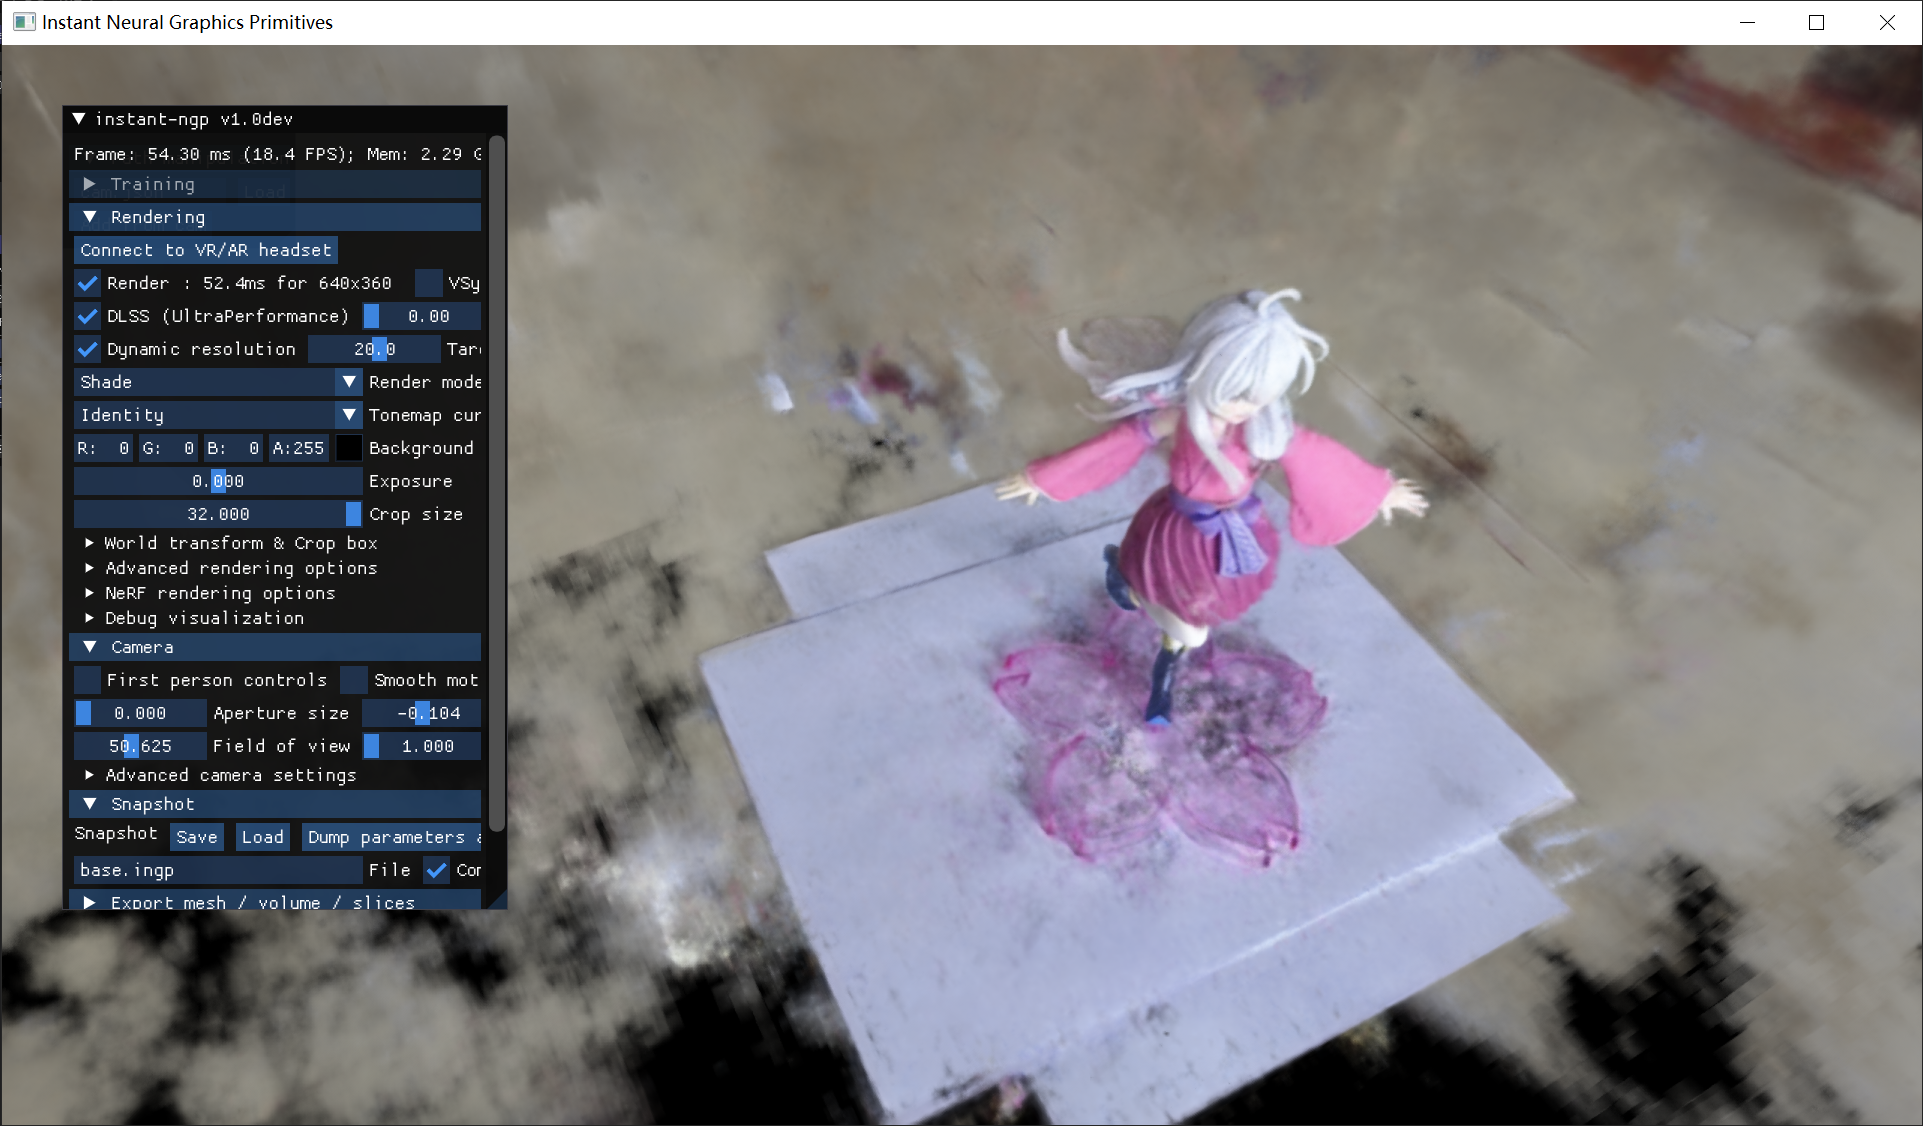 Instant Neural Graphics Primitives
instant-ngp v1.0dev
Frame: 54.30 ms (18.4 FPS); Mem: 2.29 G
Training
Rendering
Connect to VR/AR headset
Render : 52.4ms for 640x360 VSy
DLSS (UltraPerformance) 0.00
Dynamic resolution 20.0 Tar
Shade Render mode
Identity Tonemap cur
R: 0 G: 0 B: 0 A:255 Background
0.000 Exposure
32.000 Crop size
World transform & Crop box
Advanced rendering options
NeRF rendering options
Debug visualization
Camera
First person controls Smooth mot
0.000 Aperture size -0.104
50.625 Field of view 1.000
Advanced camera settings
Snapshot
Snapshot Save Load Dump parameters a
base.ingp File Com
Export mesh / volume / slices